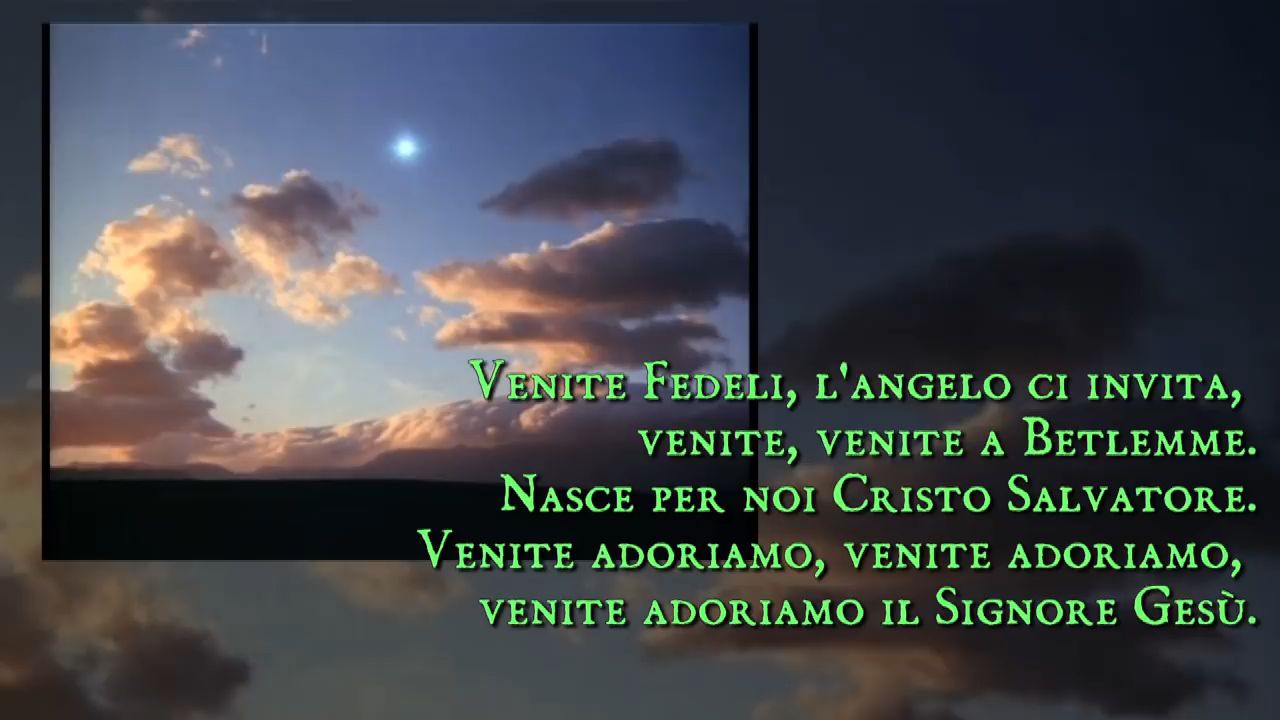 Venite Fedeli, l'angelo ci invita,
venite, venite a Betlemme.
Nasce per noi Cristo Salvatore.
Venite adoriamo, venite adoriamo,
venite adoriamo il Signore Gesù.